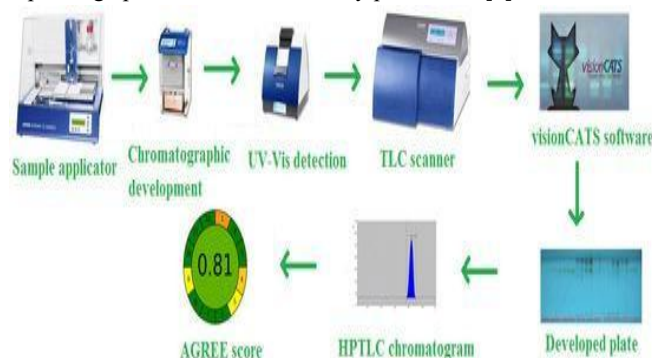 Sample applicator
Chromatographic
development
UV-Vis detection
TLC scanner
visionCATS
visionCATS software
0.81
AGREE score
HPTLC chromatogram
Developed plate